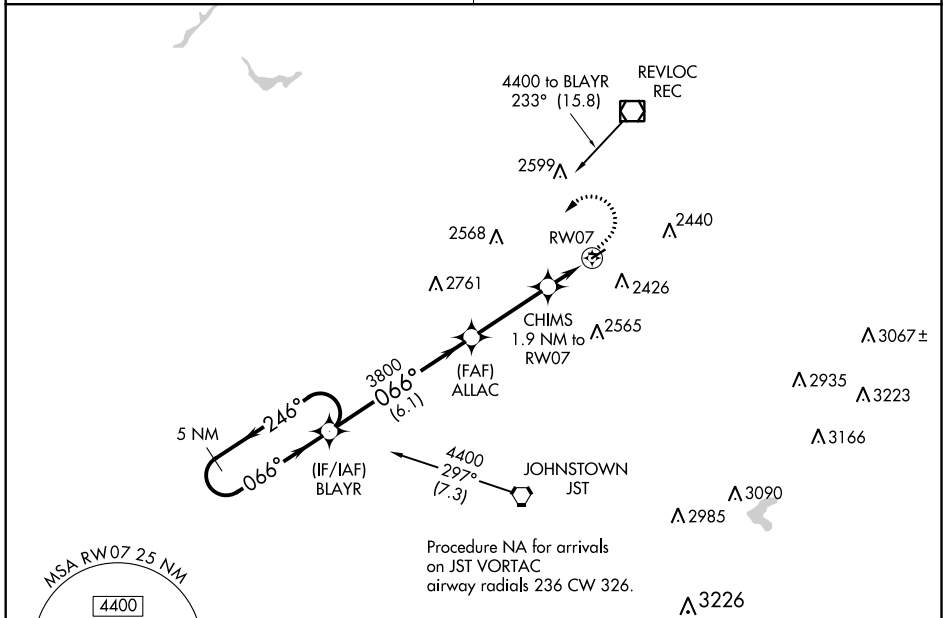 REVLOC
REC
4400 to BLAYR
233° (15.8)
2599
2440
2568
RW07
2761
2426
CHIMS
1.9 NM to
RW07
2565
3067±
(FAF)
ALLAC
3800
066°
(6.1)
2935
3223
246°
5 NM
066°
3166
(IF/IAF)
BLAYR
4400
297°
(7.3)
JOHNSTOWN
JST
3090
2985
Procedure NA for arrivals
on JST VORTAC
airway radials 236 CW 326.
MSA RW07 25 NM
4400
3226